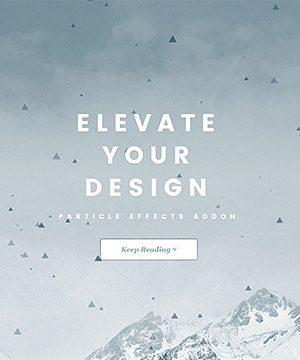 ELEVATE
YOUR
DESIGN
PARTICLE EFFECTS ADDON
Keep Reading »